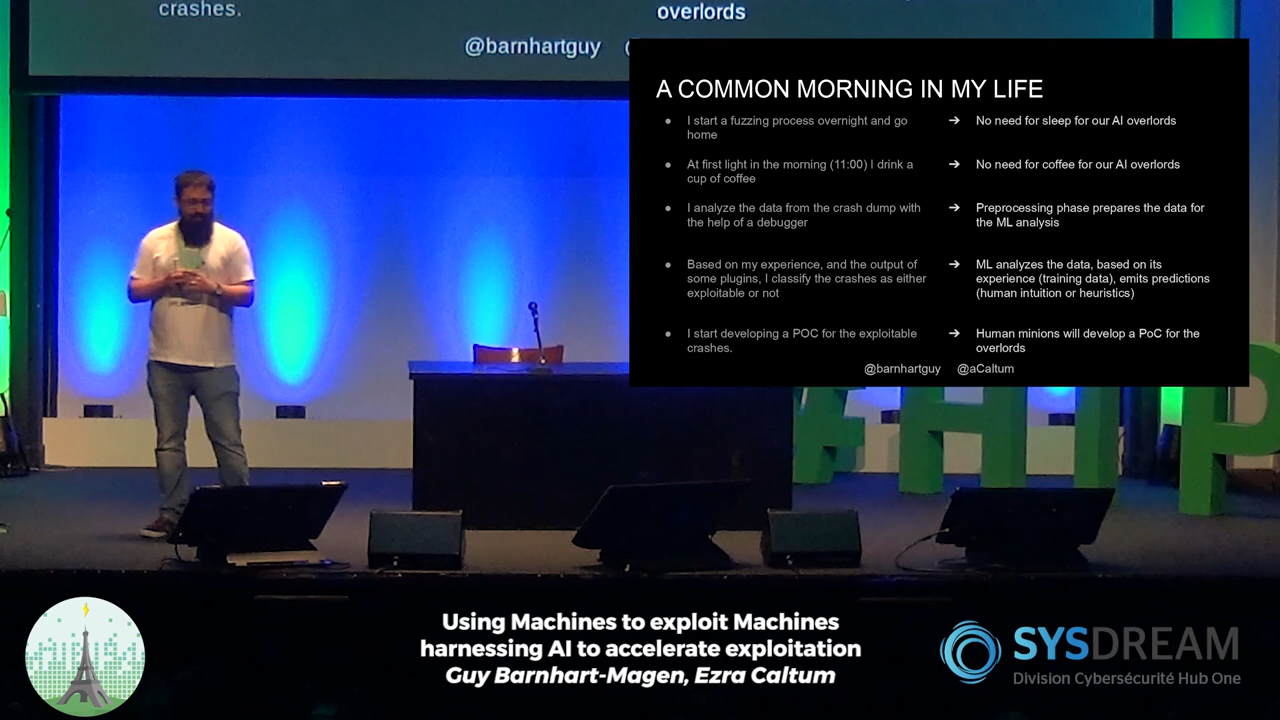 crashes.
overlords
@barnhartguy
A COMMON MORNING IN MY LIFE
● I start a fuzzing process overnight and go
home
➔ No need for sleep for our AI overlords
● At first light in the morning (11:00) I drink a
cup of coffee
➔ No need for coffee for our AI overlords
● I analyze the data from the crash dump with
the help of a debugger
➔ Preprocessing phase prepares the data for
the ML analysis
● Based on my experience, and the output of
some plugins, I classify the crashes as either
exploitable or not
➔ ML analyzes the data, based on its
experience (training data), emits predictions
(human intuition or heuristics)
● I start developing a POC for the exploitable
crashes.
➔ Human minions will develop a PoC for the
overlords
@barnhartguy @aCaltum
Using Machines to exploit Machines
harnessing AI to accelerate exploitation
Guy Barnhart-Magen, Ezra Caltum
SYSDREAM
Division Cybersécurité Hub One